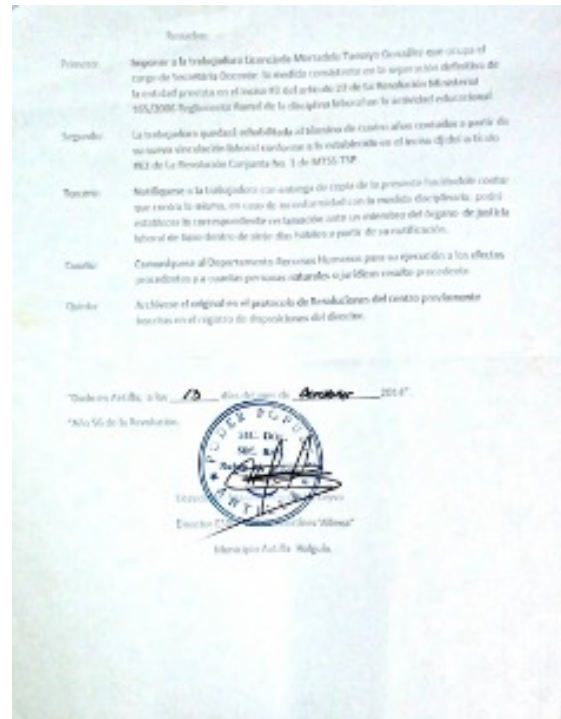 Resuelvo:
Primero: Imponer a la trabajadora Licenciada Tamayo González que ocupa el
cargo de Secretaria Docente la medida consistente en la separación definitiva de
la entidad prevista en el inciso del artículo 23 de La Resolución Ministerial
165/2006 Reglamento Ramal de la disciplina laboral en la actividad educacional.
Segundo: La trabajadora quedará rehabilitada al término de cuatro años contados a partir de
su nueva vinculación laboral conforme a lo establecido en el inciso del artículo
de La Resolución Conjunta No. 1 de MTSS-TSP
Tercero: Notifíquese a la trabajadora con entrega de copia de la presente haciéndole constar
que contra la misma, en caso de inconformidad con la medida disciplinaria, podrá
establecer la correspondiente reclamación ante un miembro del órgano de justicia
laboral de base dentro de siete días hábiles a partir de su notificación.
Cuarto: Comuníquese al Departamento Recursos Humanos para su ejecución a los efectos
procedentes y a cuantas personas naturales o jurídicas resulte procedente
Quinto: Archívese el original en el protocolo de Resoluciones del centro previamente
inscritas en el registro de disposiciones del director.
"Dado en Antilla, a los 13 días del mes de 2014".
"Año 56 de la Revolución.
PODER POPU
ANTILLA
Director
Municipio Antilla Holguín.